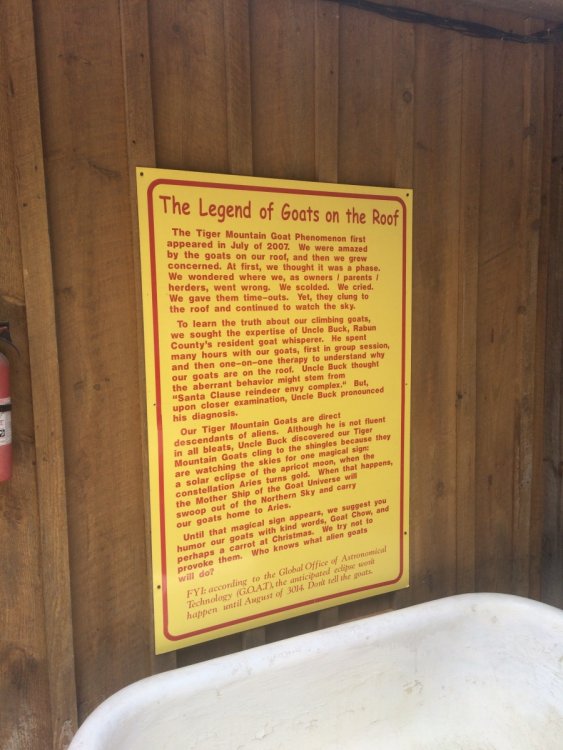 The Legend of Goats on the Roof
The Tiger Mountain Goat Phenomenon first
appeared in July of 2007. We were amazed
by the goats on our roof, and then we grew
concerned. At first, we thought it was a phase.
We wondered where we, as owners / parents /
herders, went wrong. We scolded. We cried.
We gave them time-outs. Yet, they clung to
the roof and continued to watch the sky.
To learn the truth about our climbing goats,
we sought the expertise of Uncle Buck, Rabun
County's resident goat whisperer. He spent
many hours with our goats, first in group session,
and then one-on-one therapy to understand why
our goats are on the roof. Uncle Buck thought
the aberrant behavior might stem from
"Santa Clause reindeer envy complex." But,
upon closer examination, Uncle Buck pronounced
his diagnosis.
Our Tiger Mountain Goats are direct
descendants of aliens. Although he is not fluent
in all bleats, Uncle Buck discovered our Tiger
Mountain Goats cling to the shingles because they
are watching the skies for one magical sign:
a solar eclipse of the apricot moon, when the
constellation Aries turns gold. When that happens,
the Mother Ship of the Goat Universe will
swoop out of the Northern Sky and carry
our goats home to Aries.
Until that magical sign appears, we suggest you
humor our goats with kind words, Goat Chow, and
perhaps a carrot at Christmas. We try not to
provoke them. Who knows what alien goats
will do?
FYI: according to the Global Office of Astronomical
Technology (G.O.A.T.), the anticipated eclipse won't
happen until August of 3014. Don't tell the goats.